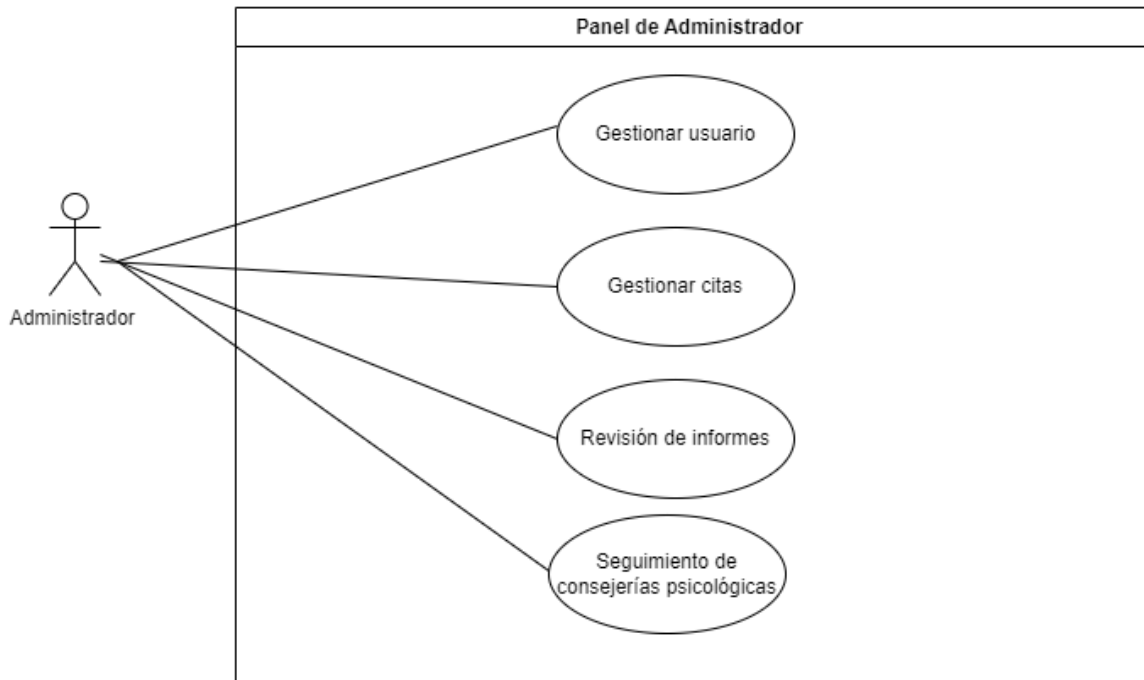 Panel de Administrador
Gestionar usuario
Gestionar citas
Administrador
Revisión de informes
Seguimiento de
consejerías psicológicas